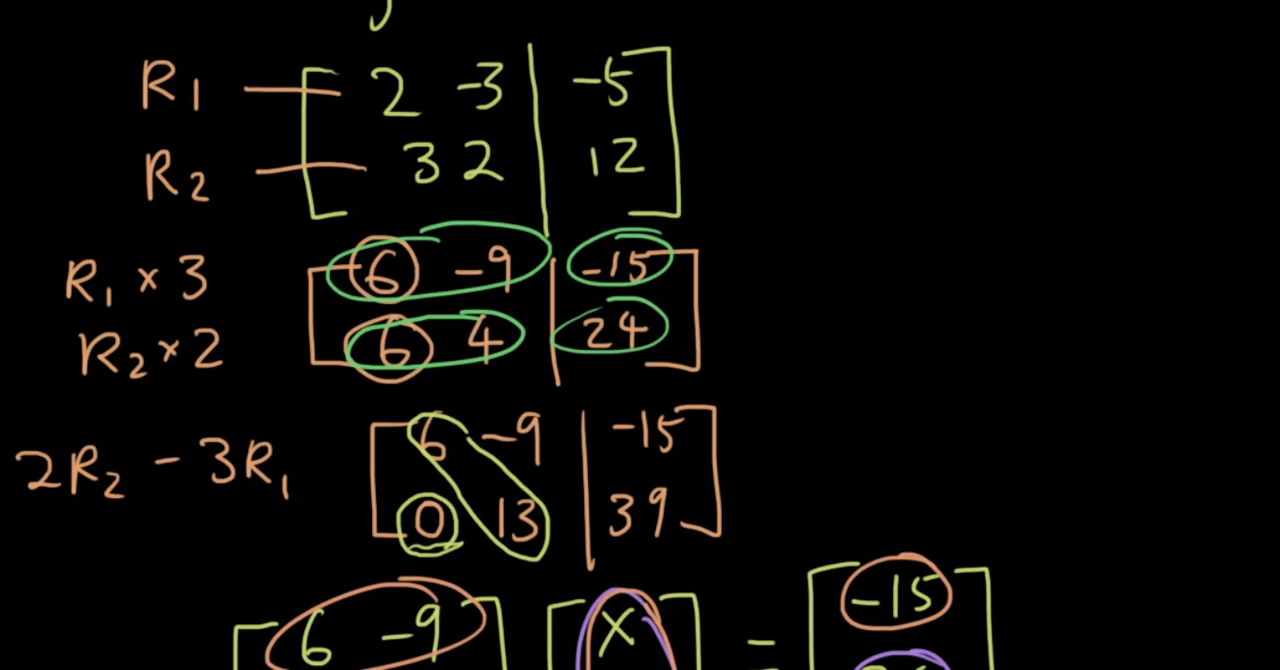 R1 2 -3 | -5
R2 3 2 | 12
R1 × 3 6 -9 | -15
R2 × 2 6 4 | 24
2R2 - 3R1 6 -9 | -15
0 13 | 39
6 -9 x = -15